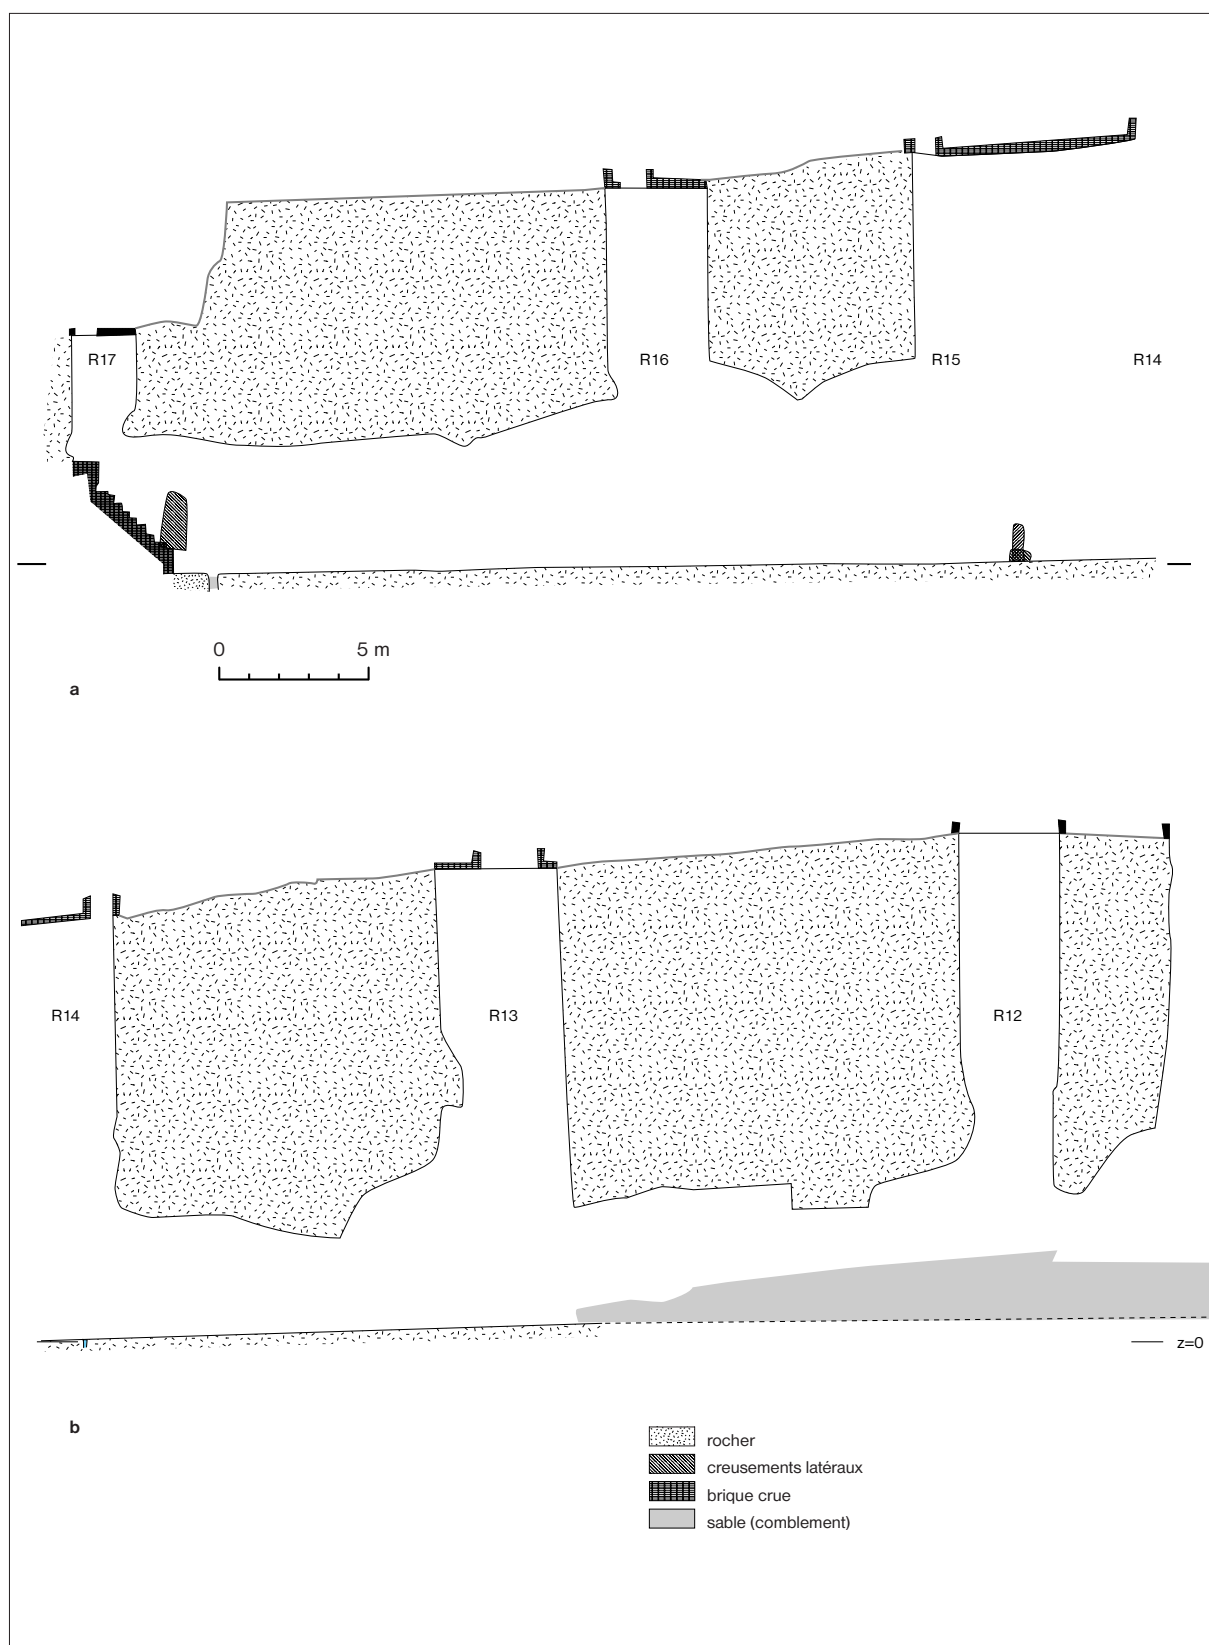 R17
R16
R15
R14
0 5 m
a
R14
R13
R12
z=0
b
rocher
creusements latéraux
brique crue
sable (comblement)